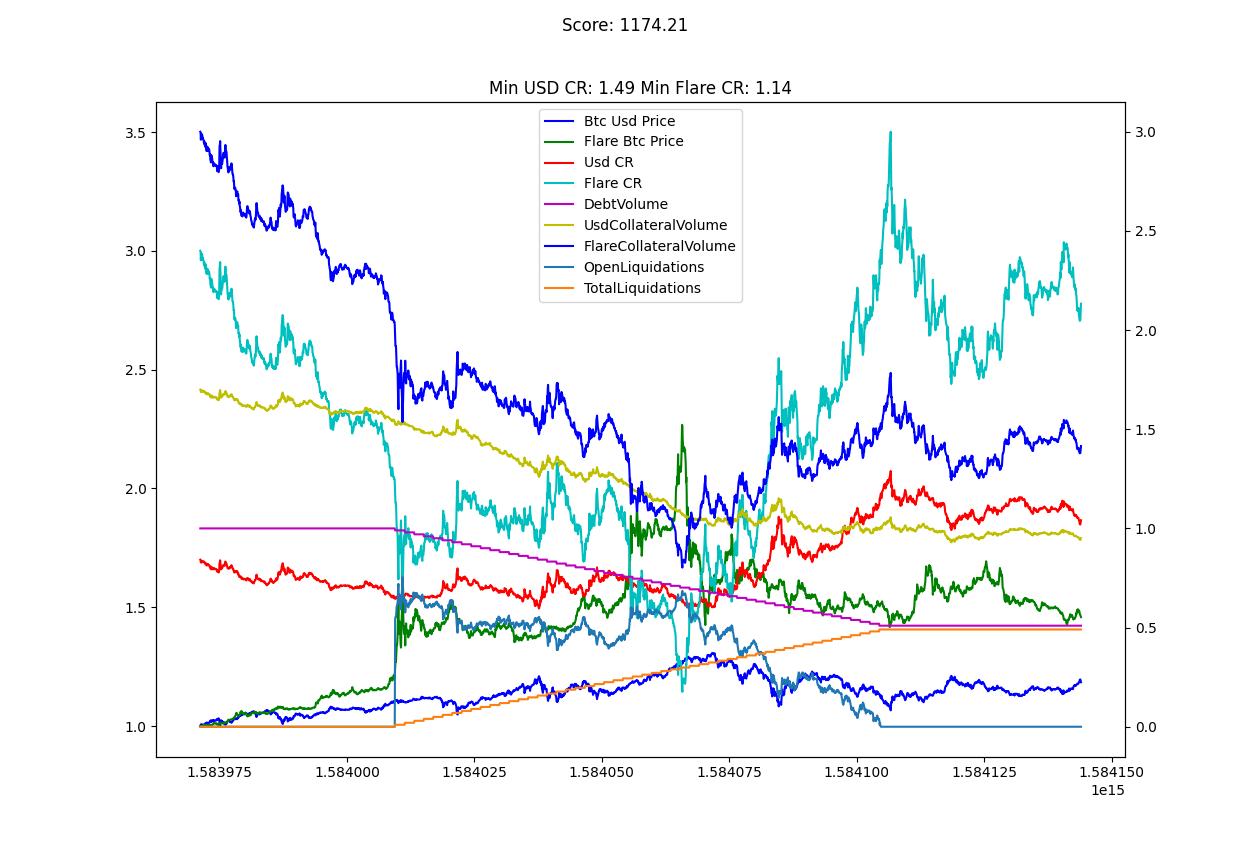 Score: 1174.21
Min USD CR: 1.49 Min Flare CR: 1.14
Btc Usd Price
Flare Btc Price
Usd CR
Flare CR
DebtVolume
UsdCollateralVolume
FlareCollateralVolume
OpenLiquidations
TotalLiquidations
3.5
3.0
2.5
2.0
1.5
1.0
3.0
2.5
2.0
1.5
1.0
0.5
0.0
1.583975 1.584000 1.584025 1.584050 1.584075 1.584100 1.584125 1.584150
1e15